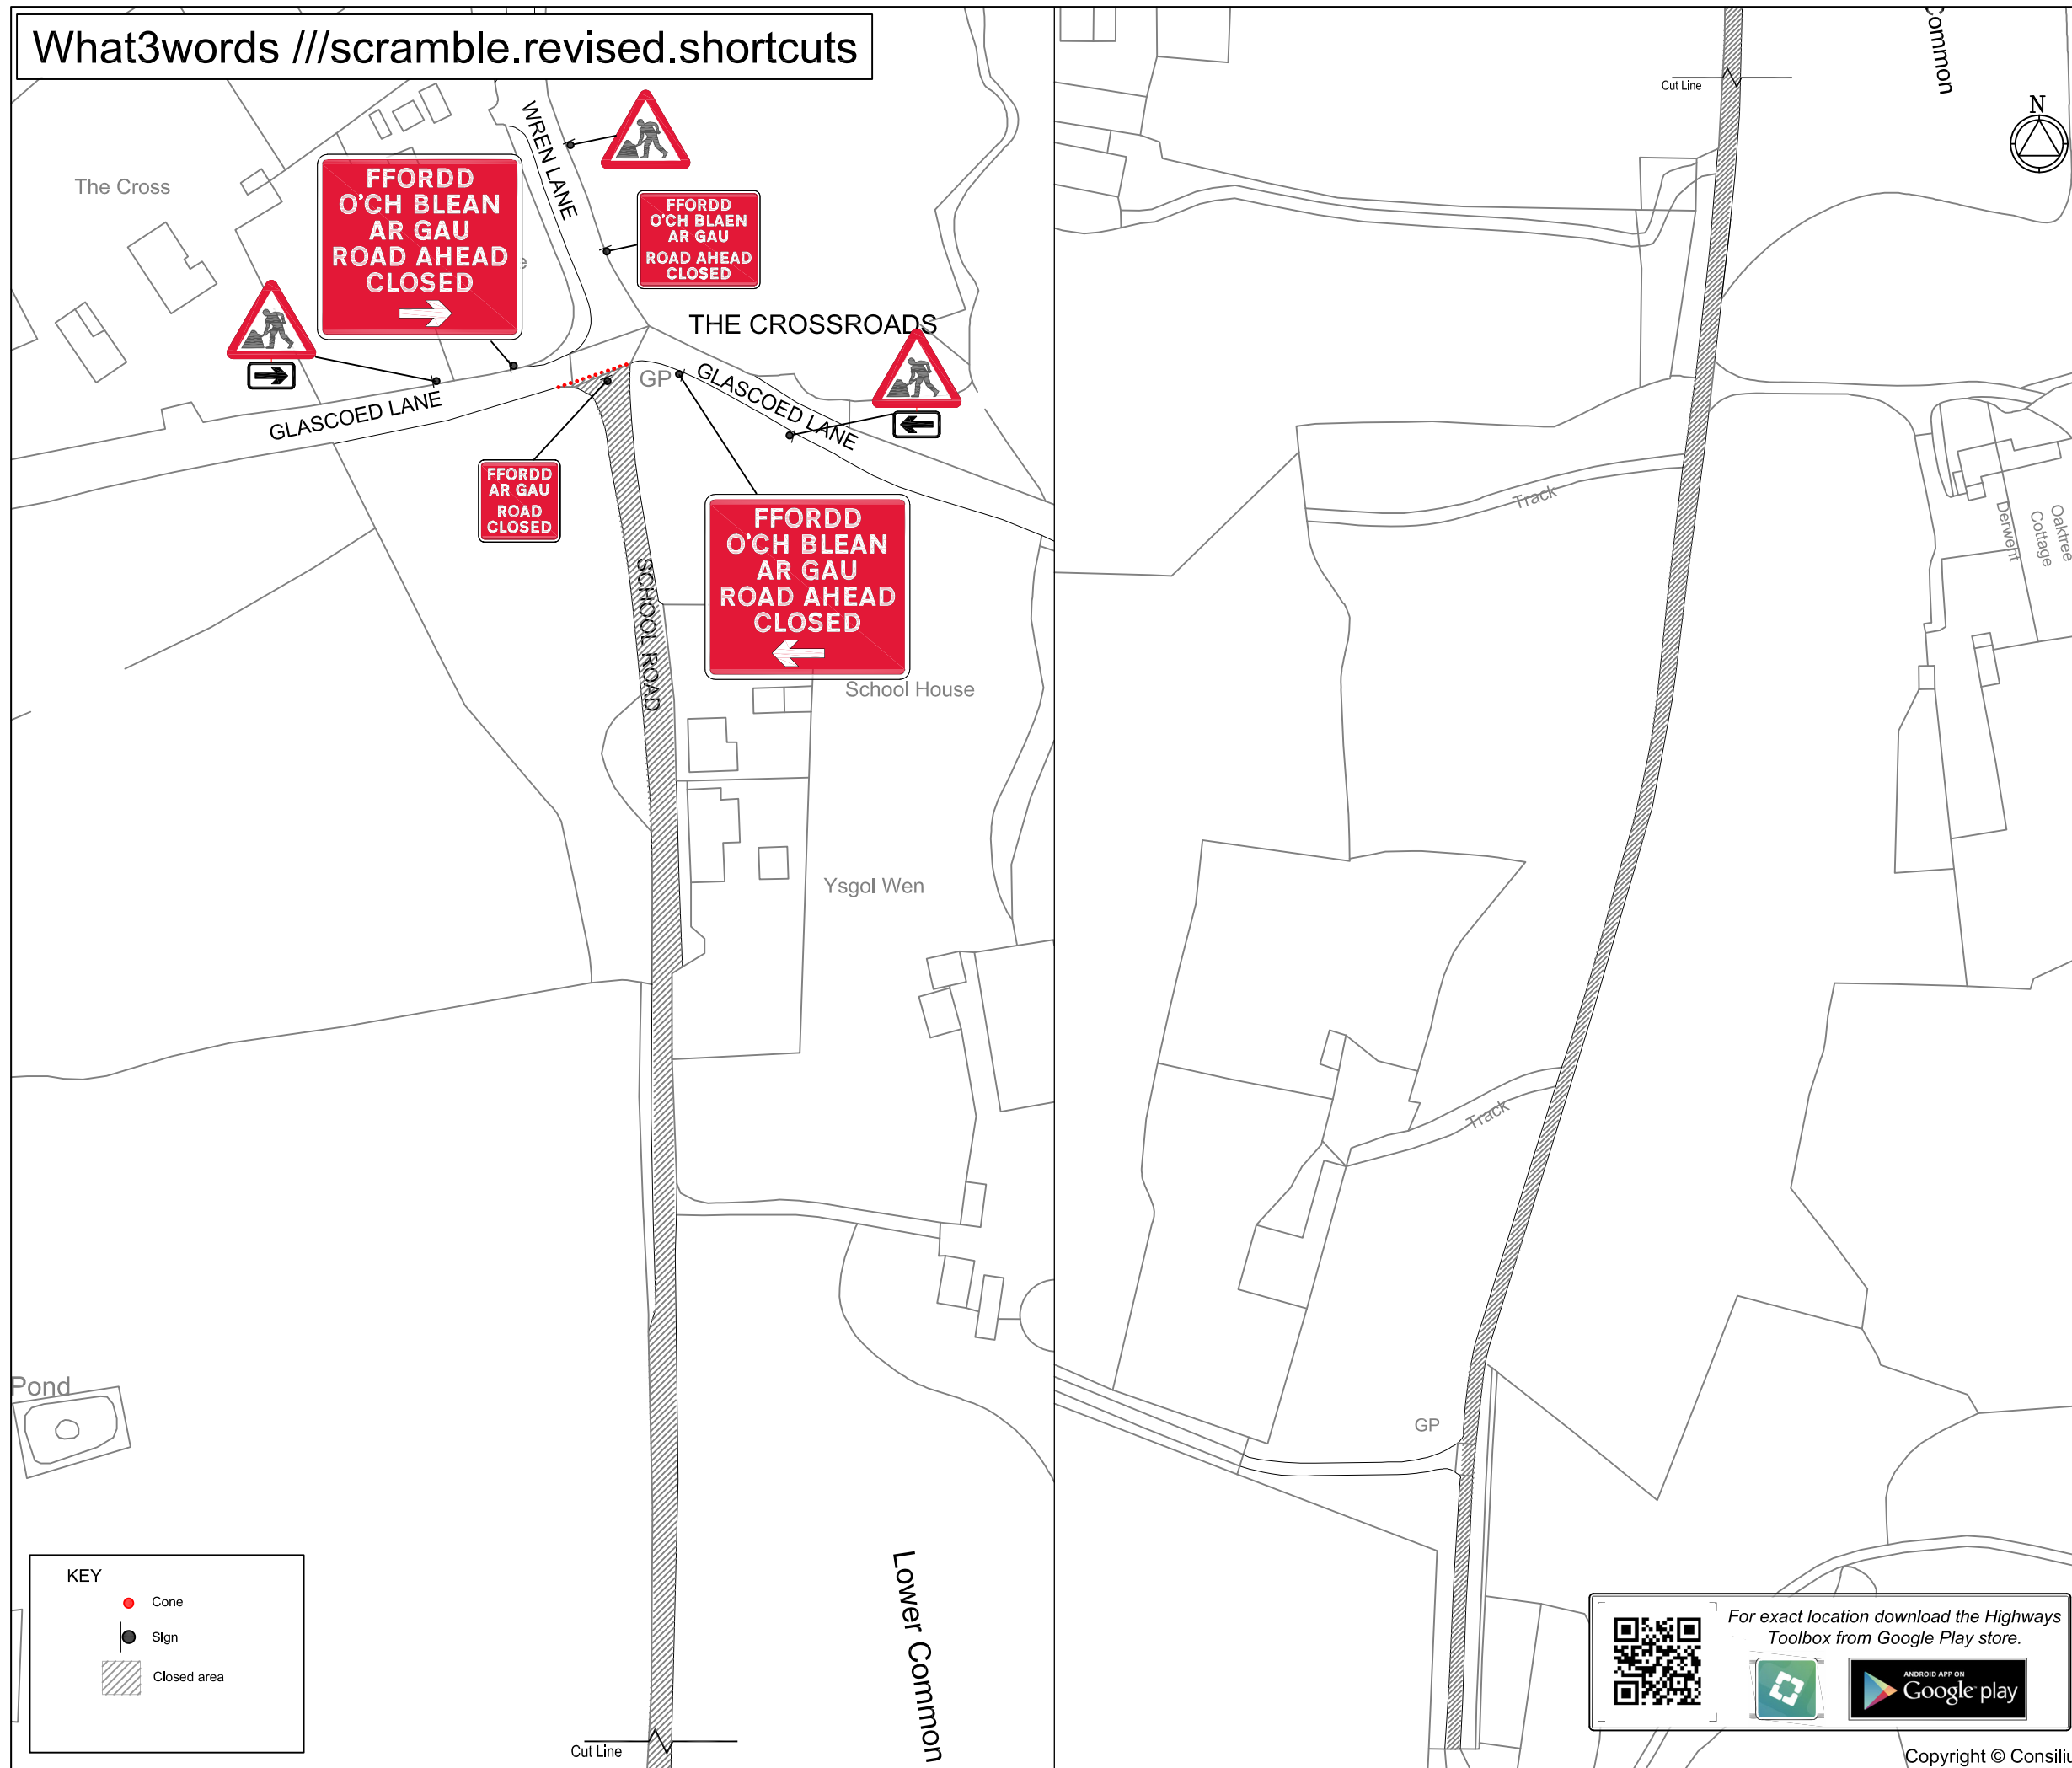 What3words ///scramble.revised.shortcuts
WREN LANE
The Cross
FFORDD
O'CH BLEAN
AR GAU
ROAD AHEAD
CLOSED
FFORDD
O'CH BLAEN
AR GAU
ROAD AHEAD
CLOSED
THE CROSSROADS
GP
GLASCOED LANE
GLASCOED LANE
FFORDD
AR GAU
ROAD
CLOSED
FFORDD
O'CH BLEAN
AR GAU
ROAD AHEAD
CLOSED
SCHOOL ROAD
School House
Ysgol Wen
Pond
KEY
Cone
SIgn
Closed area
Lower Common
Cut Line
Cut Line
Common
N
Track
Derwent
Oaktree
Cottage
Track
GP
For exact location download the Highways
Toolbox from Google Play store.
ANDROID APP ON
Google play
Copyright © Consiliu